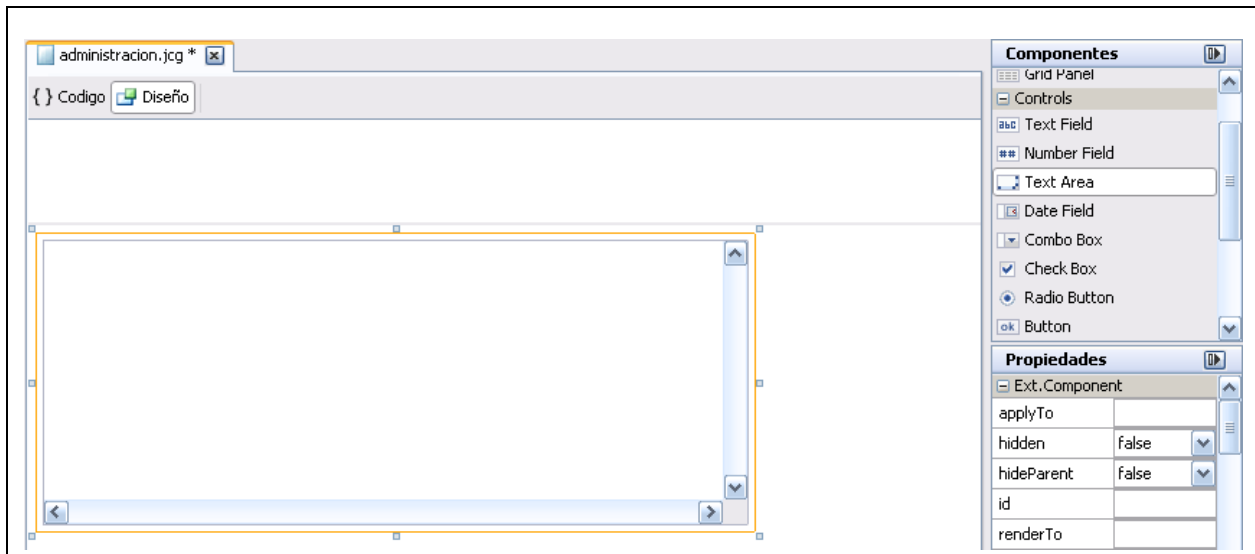 administracion.jcg *
{ } Codigo Diseño
Componentes
Grid Panel
Controls
abc Text Field
## Number Field
Text Area
Date Field
Combo Box
Check Box
Radio Button
ok Button
Propiedades
Ext.Component
applyTo
hidden false
hideParent false
id
renderTo